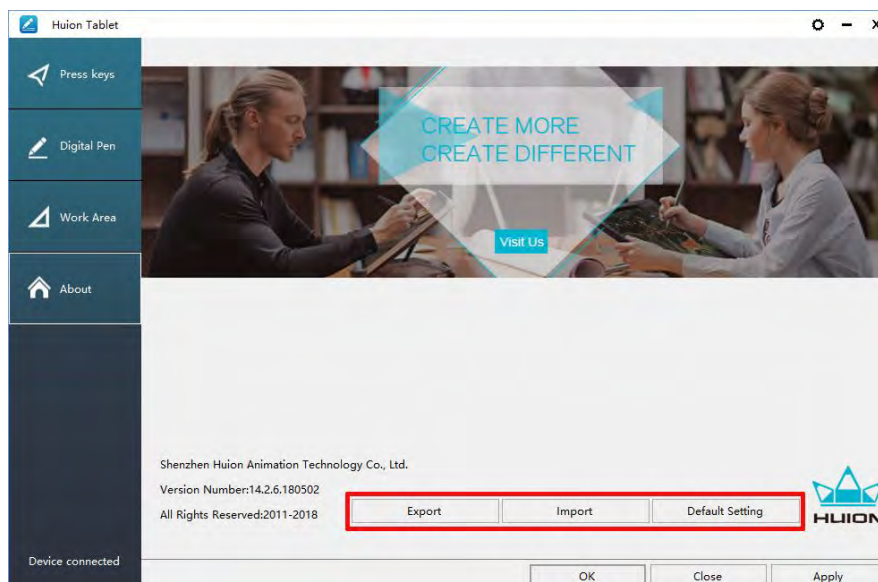 Huion Tablet
Press keys
Digital Pen
Work Area
About
CREATE MORE
CREATE DIFFERENT
Visit Us
Shenzhen Huion Animation Technology Co., Ltd.
Version Number:14.2.6.180502
All Rights Reserved:2011-2018
Export Import Default Setting
HUION
Device connected
OK Close Apply